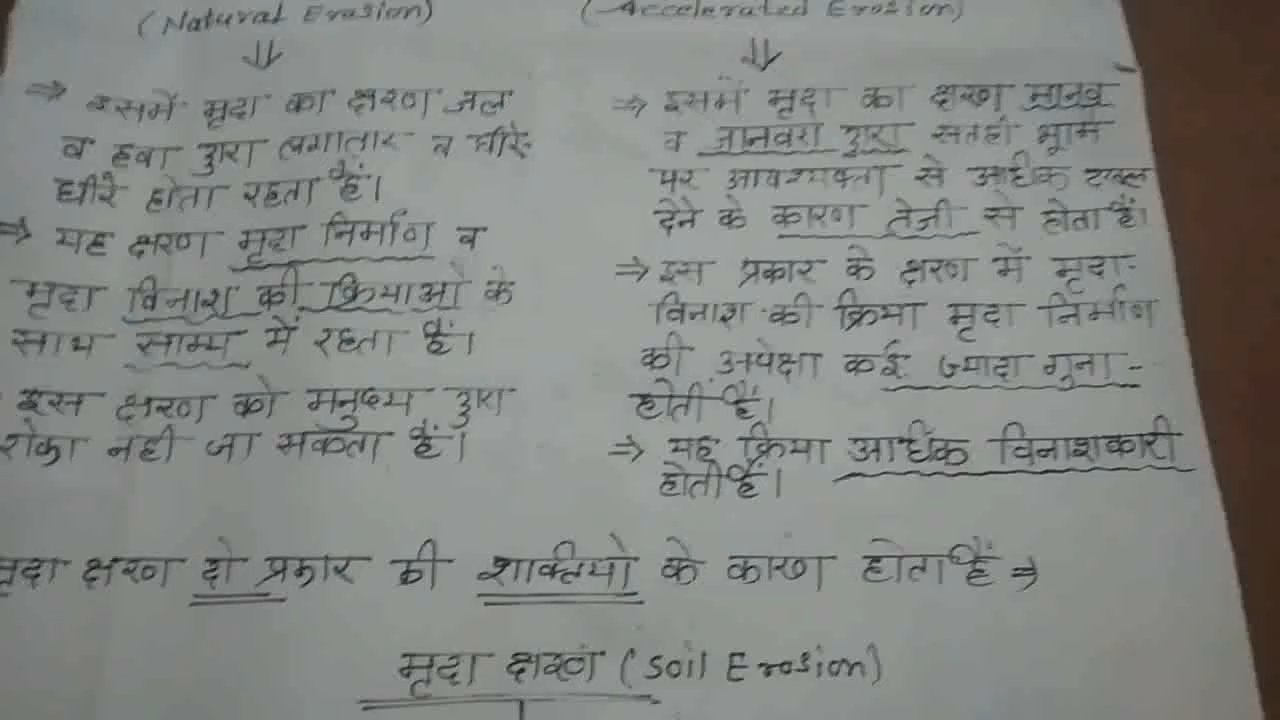 (Natural Erosion)
⇓
⇒ इसमें मृदा का क्षरण जल
व हवा द्वारा लगातार व धीरे-
धीरे होता रहता हैं।
⇒ यह क्षरण मृदा निर्माण व
मृदा विनाश की क्रियाओं के
साथ साम्य में रहता हैं।
इस क्षरण को मनुष्य द्वारा
रोका नही जा सकता हैं।
(Accelerated Erosion)
⇓
⇒ इसमें मृदा का क्षरण मानव
व जानवरो द्वारा सतही भूमि
पर आवश्यक्ता से अधिक दखल
देने के कारण तेजी से होता हैं।
⇒ इस प्रकार के क्षरण में मृदा-
विनाश की क्रिया मृदा निर्माण
की अपेक्षा कई ज्यादा गुना -
होती हैं।
⇒ यह क्रिया अधिक विनाशकारी
होती हैं।
मृदा क्षरण दो प्रकार की शक्तियो के कारण होता हैं ⇒
मृदा क्षरण (Soil Erosion)